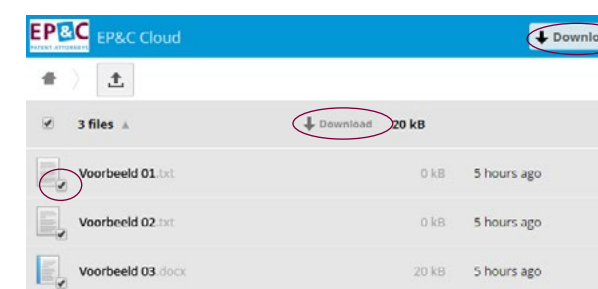 EP&C EP&C Cloud Downlo
PATENT ATTORNEYS
3 files Download 20 kB
Voorbeeld 01.txt 0 kB 5 hours ago
Voorbeeld 02.txt 0 kB 5 hours ago
Voorbeeld 03.docx 20 kB 5 hours ago